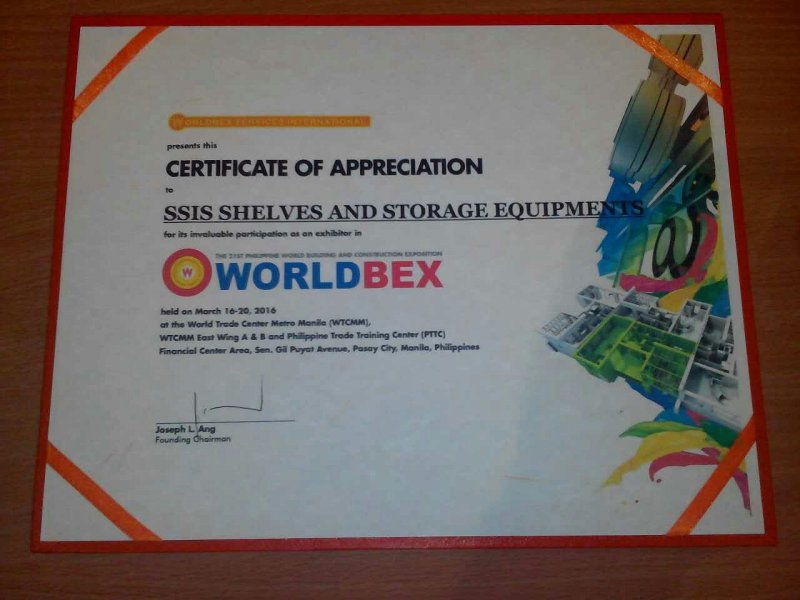 WORLDBEX SERVICES INTERNATIONAL
presents this
CERTIFICATE OF APPRECIATION
to
SSIS SHELVES AND STORAGE EQUIPMENTS
for its invaluable participation as an exhibitor in
THE 21ST PHILIPPINE WORLD BUILDING AND CONSTRUCTION EXPOSITION
W WORLDBEX
held on March 16-20, 2016
at the World Trade Center Metro Manila (WTCMM),
WTCMM East Wing A & B and Philippine Trade Training Center (PTTC)
Financial Center Area, Sen. Gil Puyat Avenue, Pasay City, Manila, Philippines
Joseph L. Ang
Founding Chairman